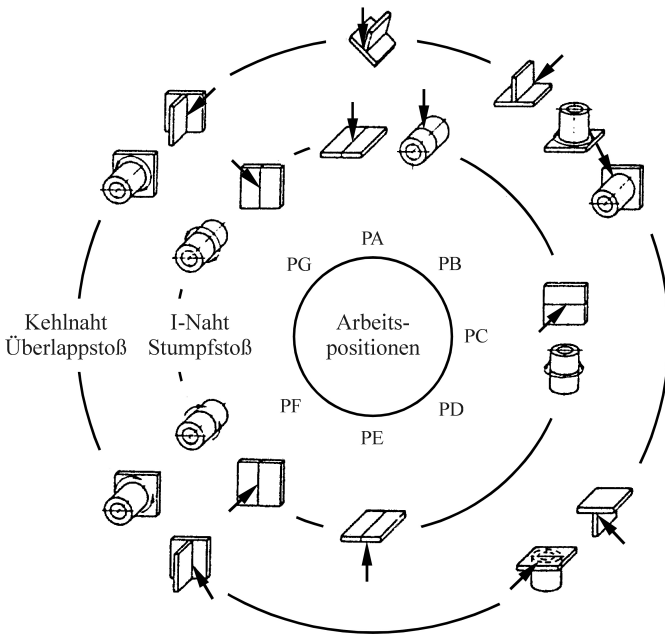 PA
PG
PB
Kehlnaht
Überlappstoß
I-Naht
Stumpfstoß
Arbeits-
positionen
PC
PF
PD
PE